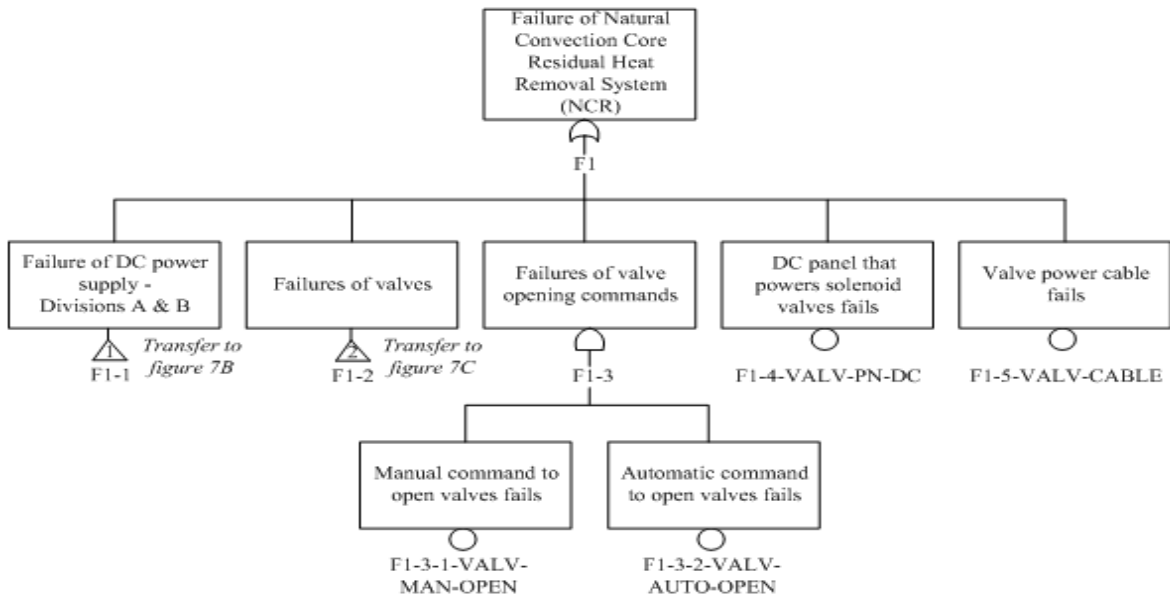 Failure of Natural
Convection Core
Residual Heat
Removal System
(NCR)
F1
Failure of DC power
supply -
Divisions A & B
1
Transfer to
figure 7B
F1-1
Failures of valves
2
Transfer to
figure 7C
F1-2
Failures of valve
opening commands
F1-3
DC panel that
powers solenoid
valves fails
F1-4-VALV-PN-DC
Valve power cable
fails
F1-5-VALV-CABLE
Manual command to
open valves fails
F1-3-1-VALV-
MAN-OPEN
Automatic command
to open valves fails
F1-3-2-VALV-
AUTO-OPEN